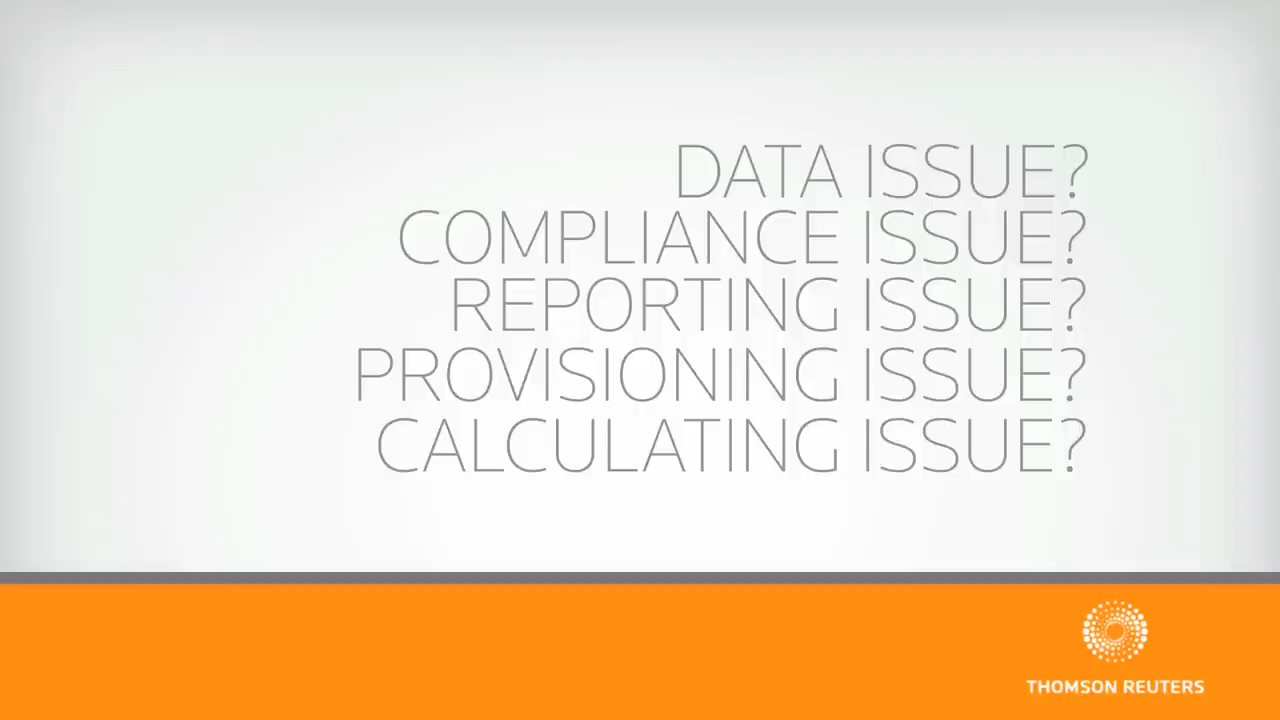 DATA ISSUE?
COMPLIANCE ISSUE?
REPORTING ISSUE?
PROVISIONING ISSUE?
CALCULATING ISSUE?
THOMSON REUTERS